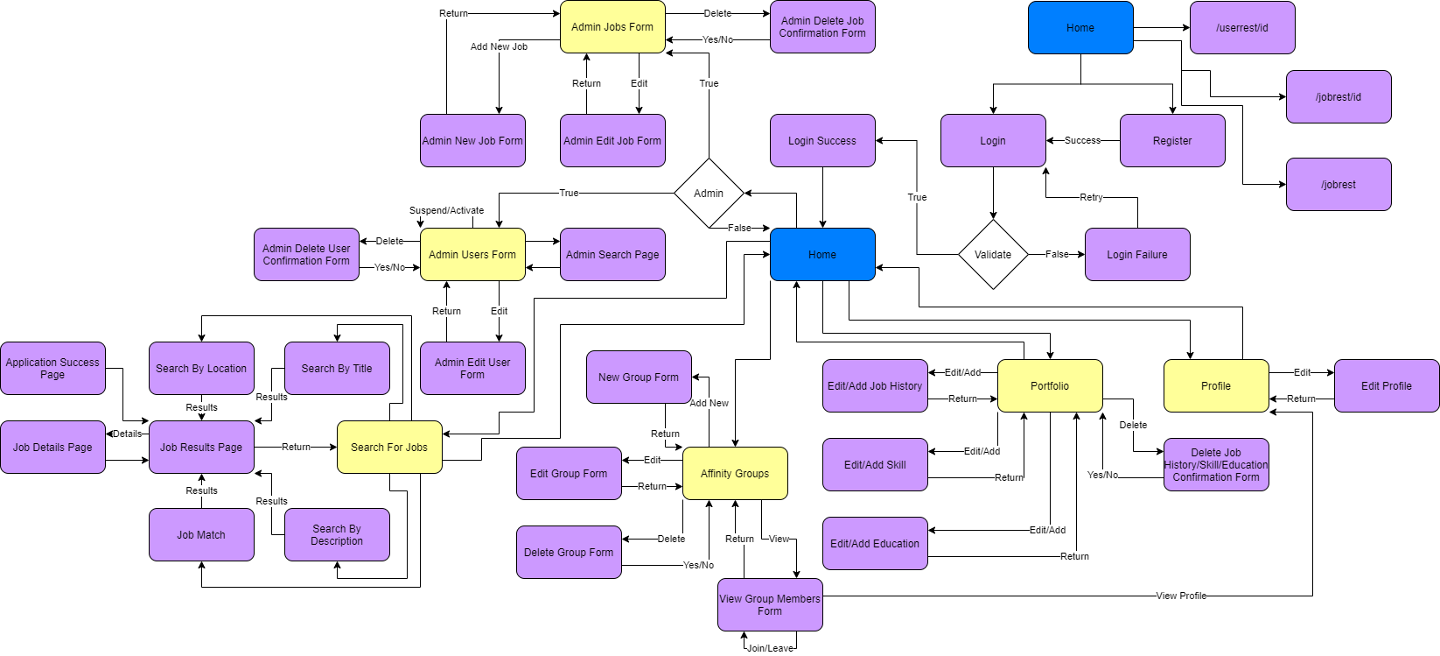 Return
Admin Jobs Form
Delete
Admin Delete Job
Confirmation Form
Home
/userrest/id
Add New Job
Yes/No
Return
Edit
True
/jobrest/id
Admin New Job Form
Admin Edit Job Form
Login Success
Login
Success
Register
/jobrest
True
Admin
True
Retry
Suspend/Activate
False
Admin Delete User
Confirmation Form
Delete
Yes/No
Admin Users Form
Admin Search Page
Home
Validate
False
Login Failure
Return
Edit
Application Success
Page
Search By Location
Search By Title
Admin Edit User
Form
New Group Form
Edit/Add Job History
Edit/Add
Return
Portfolio
Profile
Edit
Return
Edit Profile
Results
Results
Add New
Delete
Job Details Page
Details
Job Results Page
Return
Search For Jobs
Return
Edit/Add Skill
Edit/Add
Return
Yes/No
Delete Job
History/Skill/Education
Confirmation Form
Edit Group Form
Edit
Return
Affinity Groups
Results
Results
Job Match
Search By
Description
Delete Group Form
Delete
Yes/No
Return
View
Edit/Add Education
Edit/Add
Return
View Group Members
Form
View Profile
Join/Leave